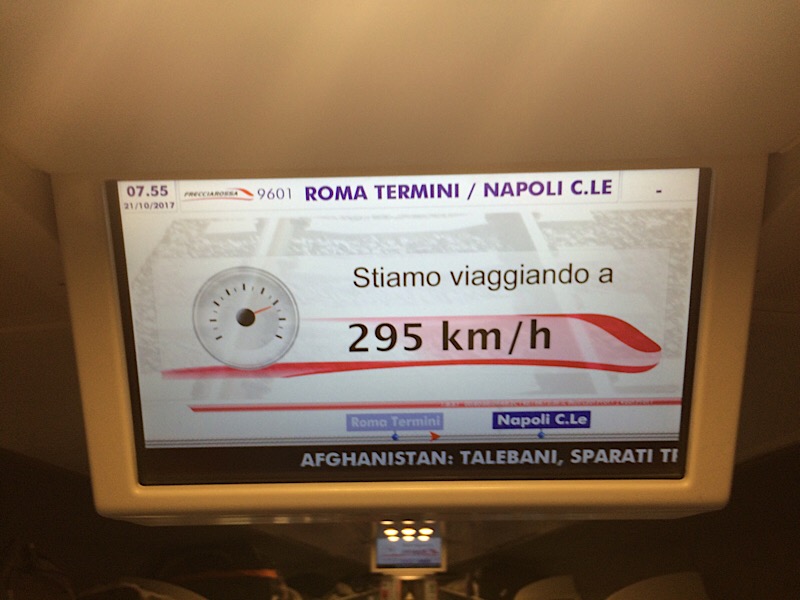 07.55
21/10/2017
FRECCIAROSSA 9601 ROMA TERMINI / NAPOLI C.LE -
Stiamo viaggiando a
295 km/h
Roma Termini Napoli C.Le
AFGHANISTAN: TALEBANI, SPARATI